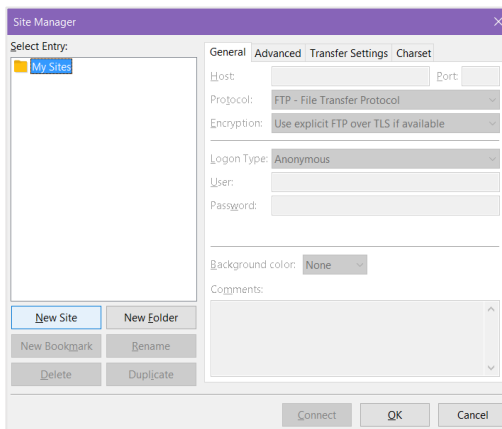 Site Manager
Select Entry:
My Sites
General Advanced Transfer Settings Charset
Host: Port:
Protocol: FTP - File Transfer Protocol
Encryption: Use explicit FTP over TLS if available
Logon Type: Anonymous
User:
Password:
Background color: None
Comments:
New Site New Folder
New Bookmark Rename
Delete Duplicate
Connect OK Cancel